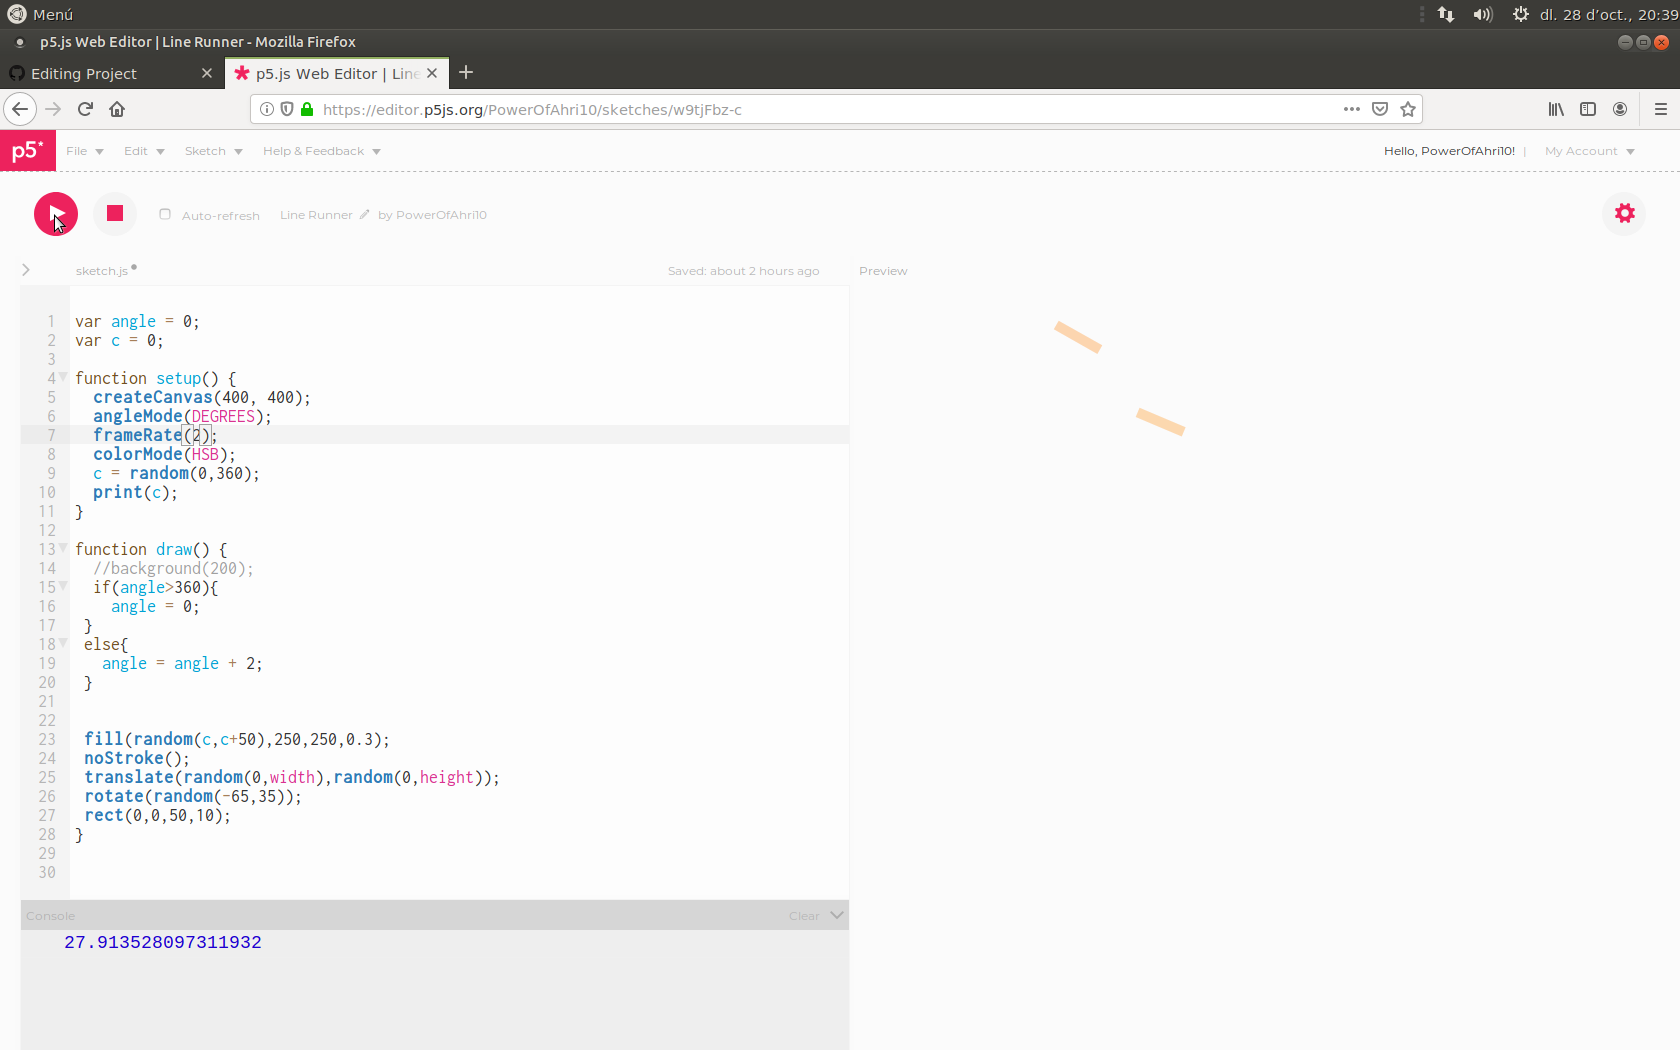 Menú
dl. 28 d’oct., 20:39
p5.js Web Editor | Line Runner - Mozilla Firefox
Editing Project
p5.js Web Editor | Line
https://editor.p5js.org/PowerOfAhri10/sketches/w9tjFbz-c
p5*
File
Edit
Sketch
Help & Feedback
Hello, PowerOfAhri10!
|
My Account
Auto-refresh
Line Runner
by PowerOfAhri10
sketch.js
Saved: about 2 hours ago
Preview
1 var angle = 0;
2 var c = 0;
3
4 function setup() {
5   createCanvas(400, 400);
6   angleMode(DEGREES);
7   frameRate(2);
8   colorMode(HSB);
9   c = random(0,360);
10   print(c);
11 }
12
13 function draw() {
14   //background(200);
15   if(angle>360){
16     angle = 0;
17  }
18  else{
19    angle = angle + 2;
20  }
21
22
23  fill(random(c,c+50),250,250,0.3);
24  noStroke();
25  translate(random(0,width),random(0,height));
26  rotate(random(-65,35));
27  rect(0,0,50,10);
28 }
29
30
Console
Clear
27.913528097311932